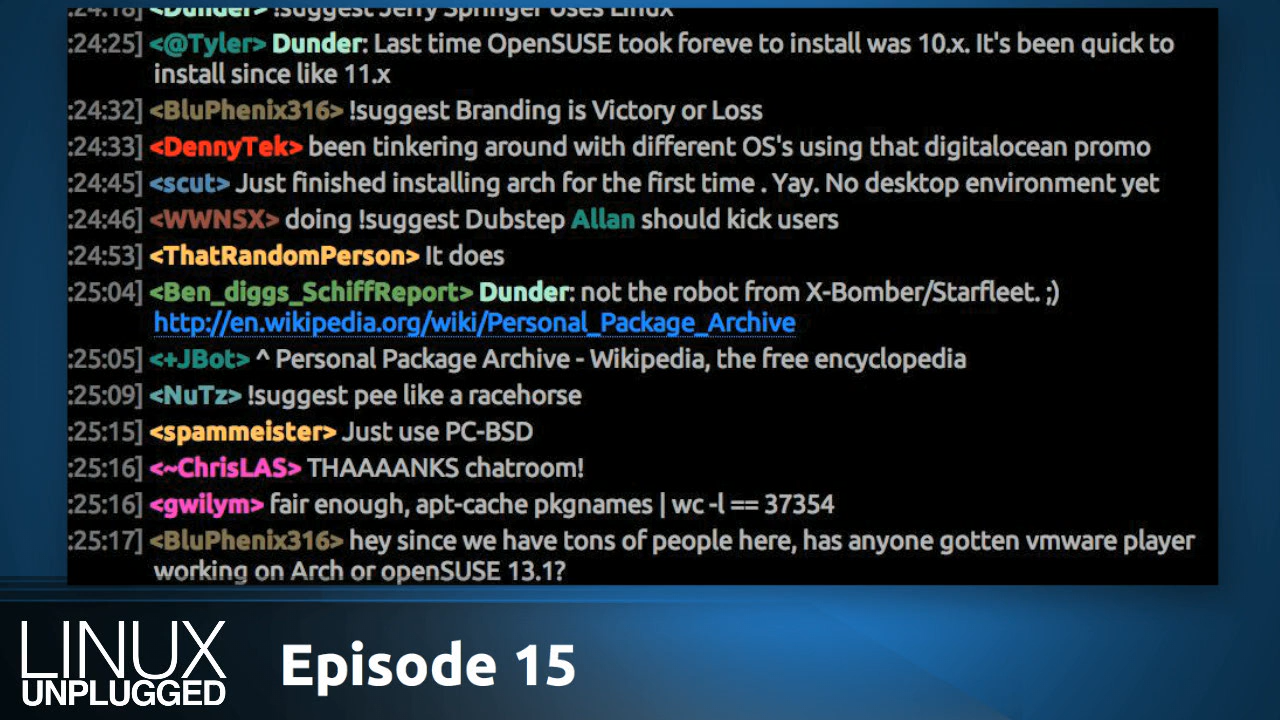 :24:18] <Dunder> !suggest Jerry Springer Uses Linux
:24:25] <@Tyler> Dunder: Last time OpenSUSE took foreve to install was 10.x. It's been quick to
install since like 11.x
:24:32] <BluPhenix316> !suggest Branding is Victory or Loss
:24:33] <DennyTek> been tinkering around with different OS's using that digitalocean promo
:24:45] <scut> Just finished installing arch for the first time . Yay. No desktop environment yet
:24:46] <WWNSX> doing !suggest Dubstep Allan should kick users
:24:53] <ThatRandomPerson> It does
:25:04] <Ben_diggs_SchiffReport> Dunder: not the robot from X-Bomber/Starfleet. ;)
http://en.wikipedia.org/wiki/Personal_Package_Archive
:25:05] <+JBot> ^ Personal Package Archive - Wikipedia, the free encyclopedia
:25:09] <NuTz> !suggest pee like a racehorse
:25:15] <spammeister> Just use PC-BSD
:25:16] <~ChrisLAS> THAAAANKS chatroom!
:25:16] <gwilym> fair enough, apt-cache pkgnames | wc -l == 37354
:25:17] <BluPhenix316> hey since we have tons of people here, has anyone gotten vmware player
working on Arch or openSUSE 13.1?
LINUX
UNPLUGGED
Episode 15